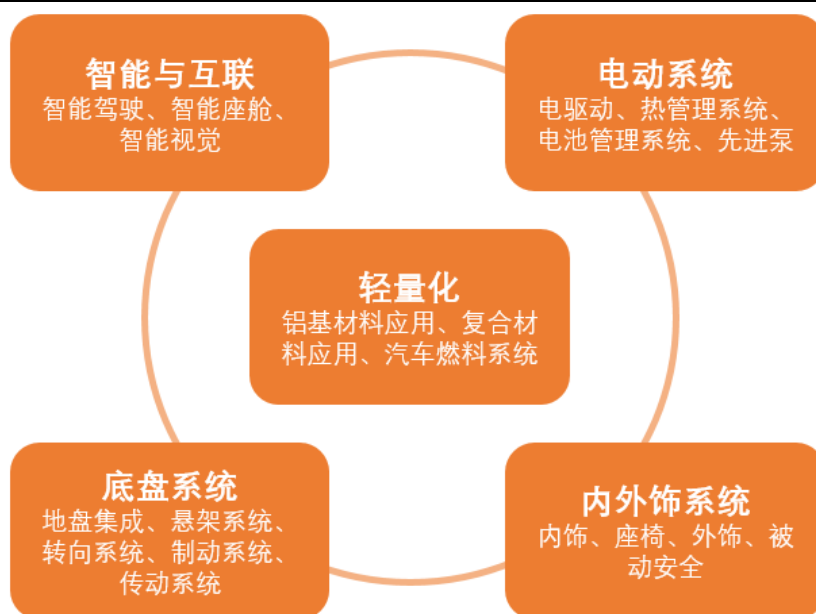 智能与互联
智能驾驶、智能座舱、
智能视觉
电动系统
电驱动、热管理系统、
电池管理系统、先进泵
轻量化
铝基材料应用、复合材
料应用、汽车燃料系统
底盘系统
地盘集成、悬架系统、
转向系统、制动系统、
传动系统
内外饰系统
内饰、座椅、外饰、被
动安全